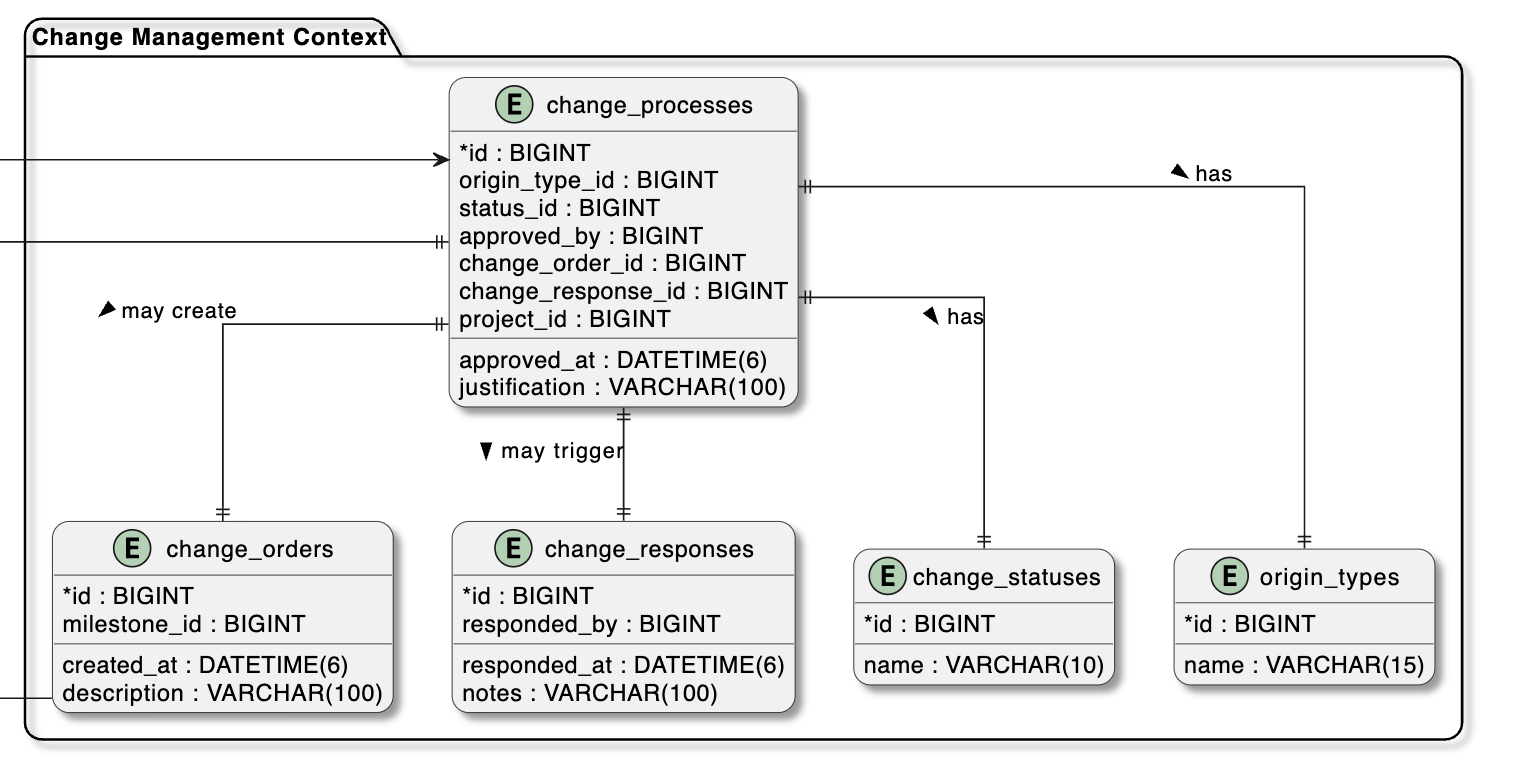 Change Management Context
E change_processes
*id : BIGINT
origin_type_id : BIGINT
status_id : BIGINT
approved_by : BIGINT
change_order_id : BIGINT
change_response_id : BIGINT
project_id : BIGINT
approved_at : DATETIME(6)
justification : VARCHAR(100)
has
has
may create
may trigger
E change_orders
*id : BIGINT
milestone_id : BIGINT
created_at : DATETIME(6)
description : VARCHAR(100)
E change_responses
*id : BIGINT
responded_by : BIGINT
responded_at : DATETIME(6)
notes : VARCHAR(100)
E change_statuses
*id : BIGINT
name : VARCHAR(10)
E origin_types
*id : BIGINT
name : VARCHAR(15)